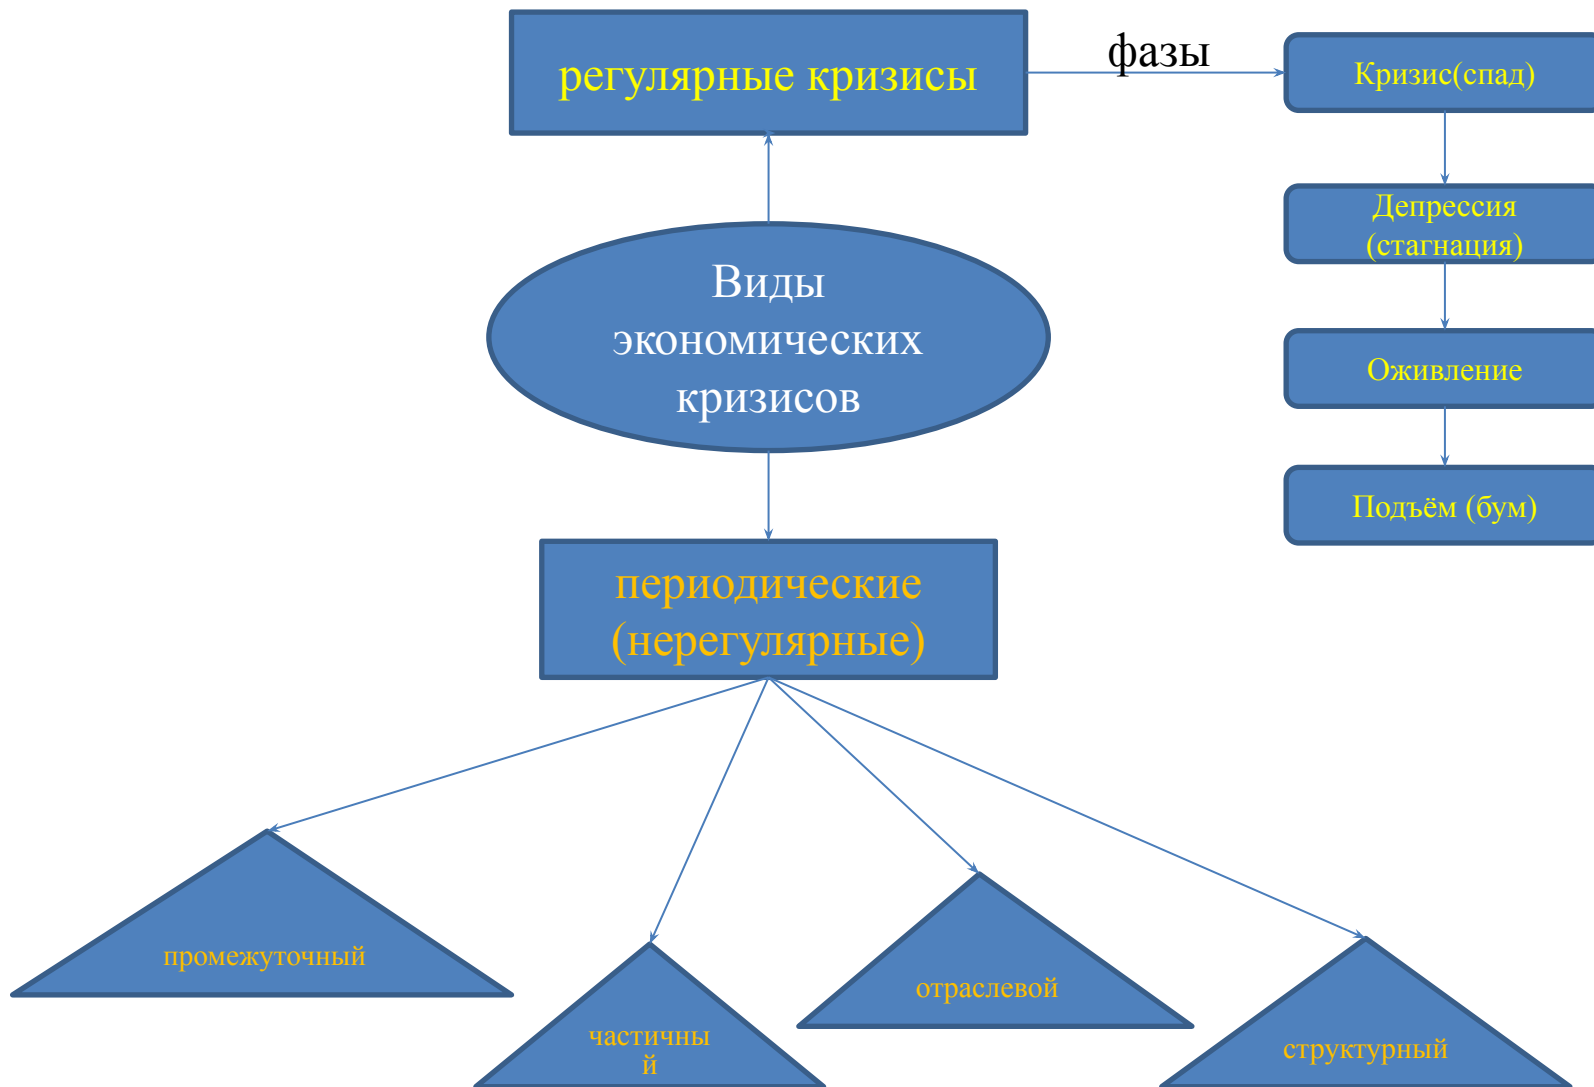 регулярные кризисы
фазы
Кризис(спад)
Депрессия
(стагнация)
Оживление
Подъём (бум)
Виды
экономических
кризисов
периодические
(нерегулярные)
промежуточный
частичны
й
отраслевой
структурный